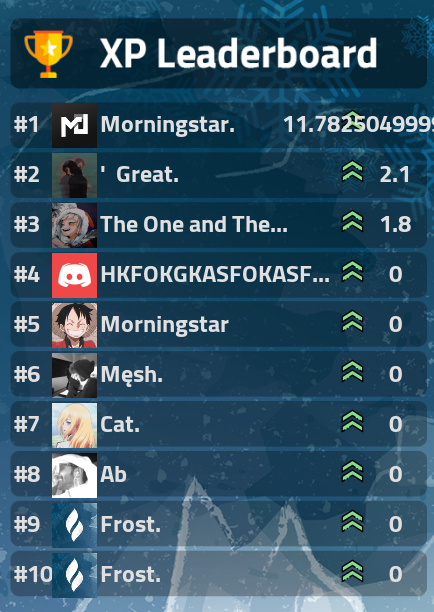 XP Leaderboard
#1 Morningstar. 11.7825049999
#2 ' Great. 2.1
#3 The One and The... 1.8
#4 HKFOKGKASFOKASF... 0
#5 Morningstar 0
#6 Męsh. 0
#7 Cat. 0
#8 Ab 0
#9 Frost. 0
#10 Frost. 0